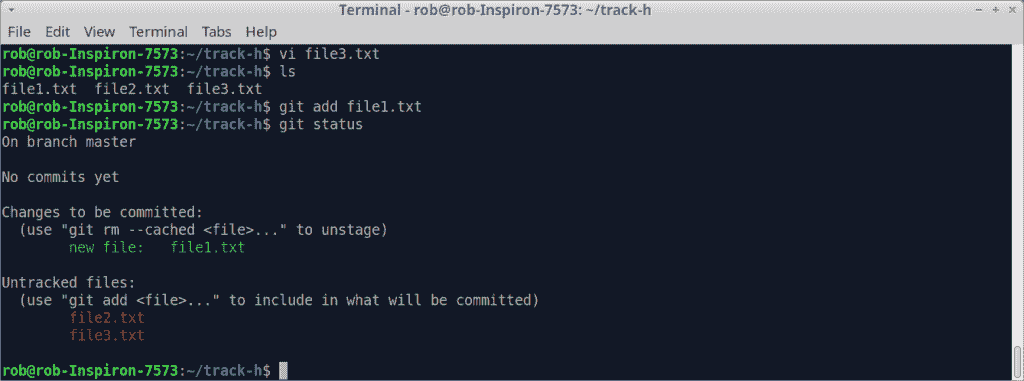 Terminal - rob@rob-Inspiron-7573: ~/track-h
File Edit View Terminal Tabs Help
rob@rob-Inspiron-7573:~/track-h$ vi file3.txt
rob@rob-Inspiron-7573:~/track-h$ ls
file1.txt  file2.txt  file3.txt
rob@rob-Inspiron-7573:~/track-h$ git add file1.txt
rob@rob-Inspiron-7573:~/track-h$ git status
On branch master
No commits yet
Changes to be committed:
  (use "git rm --cached <file>..." to unstage)
        new file:   file1.txt
Untracked files:
  (use "git add <file>..." to include in what will be committed)
        file2.txt
        file3.txt
rob@rob-Inspiron-7573:~/track-h$